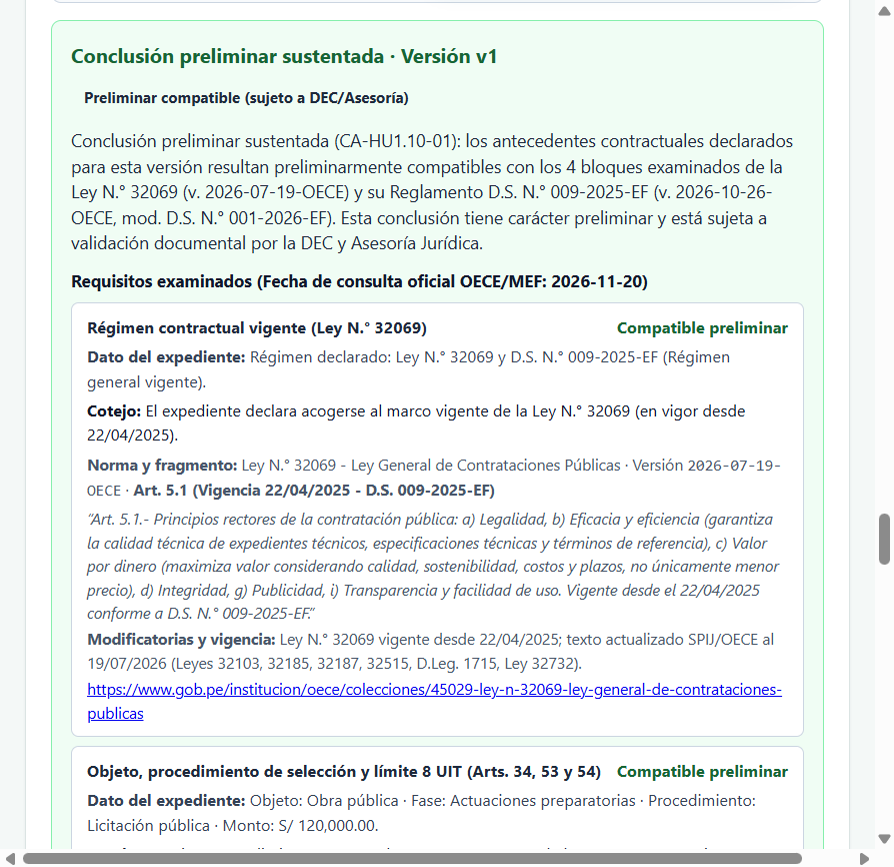 Conclusión preliminar sustentada · Versión v1
Preliminar compatible (sujeto a DEC/Asesoría)
Conclusión preliminar sustentada (CA-HU1.10-01): los antecedentes contractuales declarados
para esta versión resultan preliminarmente compatibles con los 4 bloques examinados de la
Ley N.° 32069 (v. 2026-07-19-OECE) y su Reglamento D.S. N.° 009-2025-EF (v. 2026-10-26-
OECE, mod. D.S. N.° 001-2026-EF). Esta conclusión tiene carácter preliminar y está sujeta a
validación documental por la DEC y Asesoría Jurídica.
Requisitos examinados (Fecha de consulta oficial OECE/MEF: 2026-11-20)
Régimen contractual vigente (Ley N.° 32069) Compatible preliminar
Dato del expediente: Régimen declarado: Ley N.° 32069 y D.S. N.° 009-2025-EF (Régimen
general vigente).
Cotejo: El expediente declara acogerse al marco vigente de la Ley N.° 32069 (en vigor desde
22/04/2025).
Norma y fragmento: Ley N.° 32069 - Ley General de Contrataciones Públicas · Versión 2026-07-19-
OECE · Art. 5.1 (Vigencia 22/04/2025 - D.S. 009-2025-EF)
"Art. 5.1.- Principios rectores de la contratación pública: a) Legalidad, b) Eficacia y eficiencia (garantiza
la calidad técnica de expedientes técnicos, especificaciones técnicas y términos de referencia), c) Valor
por dinero (maximiza valor considerando calidad, sostenibilidad, costos y plazos, no únicamente menor
precio), d) Integridad, g) Publicidad, i) Transparencia y facilidad de uso. Vigente desde el 22/04/2025
conforme a D.S. N.° 009-2025-EF."
Modificatorias y vigencia: Ley N.° 32069 vigente desde 22/04/2025; texto actualizado SPIJ/OECE al
19/07/2026 (Leyes 32103, 32185, 32187, 32515, D.Leg. 1715, Ley 32732).
https://www.gob.pe/institucion/oece/colecciones/45029-ley-n-32069-ley-general-de-contrataciones-
publicas
Objeto, procedimiento de selección y límite 8 UIT (Arts. 34, 53 y 54) Compatible preliminar
Dato del expediente: Objeto: Obra pública · Fase: Actuaciones preparatorias · Procedimiento:
Licitación pública · Monto: S/ 120,000.00.